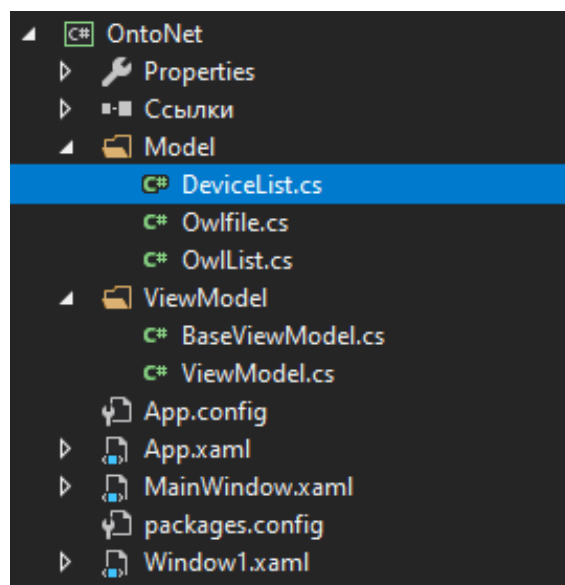 C# OntoNet
Properties
Ссылки
Model
C# DeviceList.cs
C# Owlfile.cs
C# OwlList.cs
ViewModel
C# BaseViewModel.cs
C# ViewModel.cs
App.config
App.xaml
MainWindow.xaml
packages.config
Window1.xaml